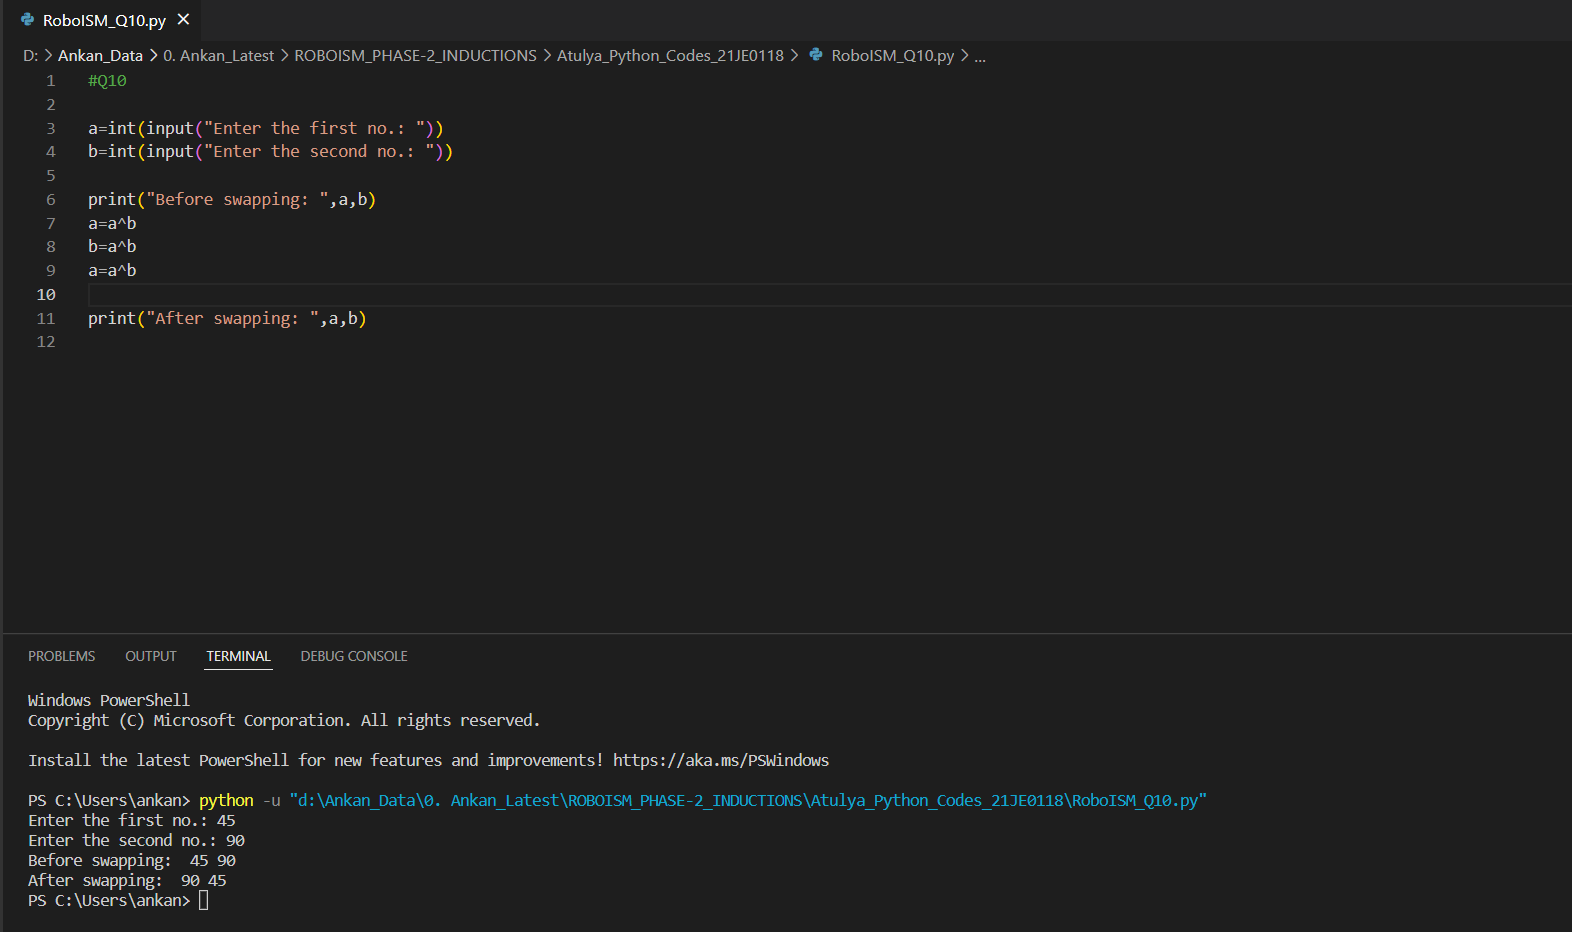 RoboISM_Q10.py
D: > Ankan_Data > 0. Ankan_Latest > ROBOISM_PHASE-2_INDUCTIONS > Atulya_Python_Codes_21JE0118 > RoboISM_Q10.py > ...
1 #Q10
2
3 a=int(input("Enter the first no.: "))
4 b=int(input("Enter the second no.: "))
5
6 print("Before swapping: ",a,b)
7 a=a^b
8 b=a^b
9 a=a^b
10
11 print("After swapping: ",a,b)
12
PROBLEMS OUTPUT TERMINAL DEBUG CONSOLE
Windows PowerShell
Copyright (C) Microsoft Corporation. All rights reserved.
Install the latest PowerShell for new features and improvements! https://aka.ms/PSWindows
PS C:\Users\ankan> python -u "d:\Ankan_Data\0. Ankan_Latest\ROBOISM_PHASE-2_INDUCTIONS\Atulya_Python_Codes_21JE0118\RoboISM_Q10.py"
Enter the first no.: 45
Enter the second no.: 90
Before swapping:  45 90
After swapping:  90 45
PS C:\Users\ankan>